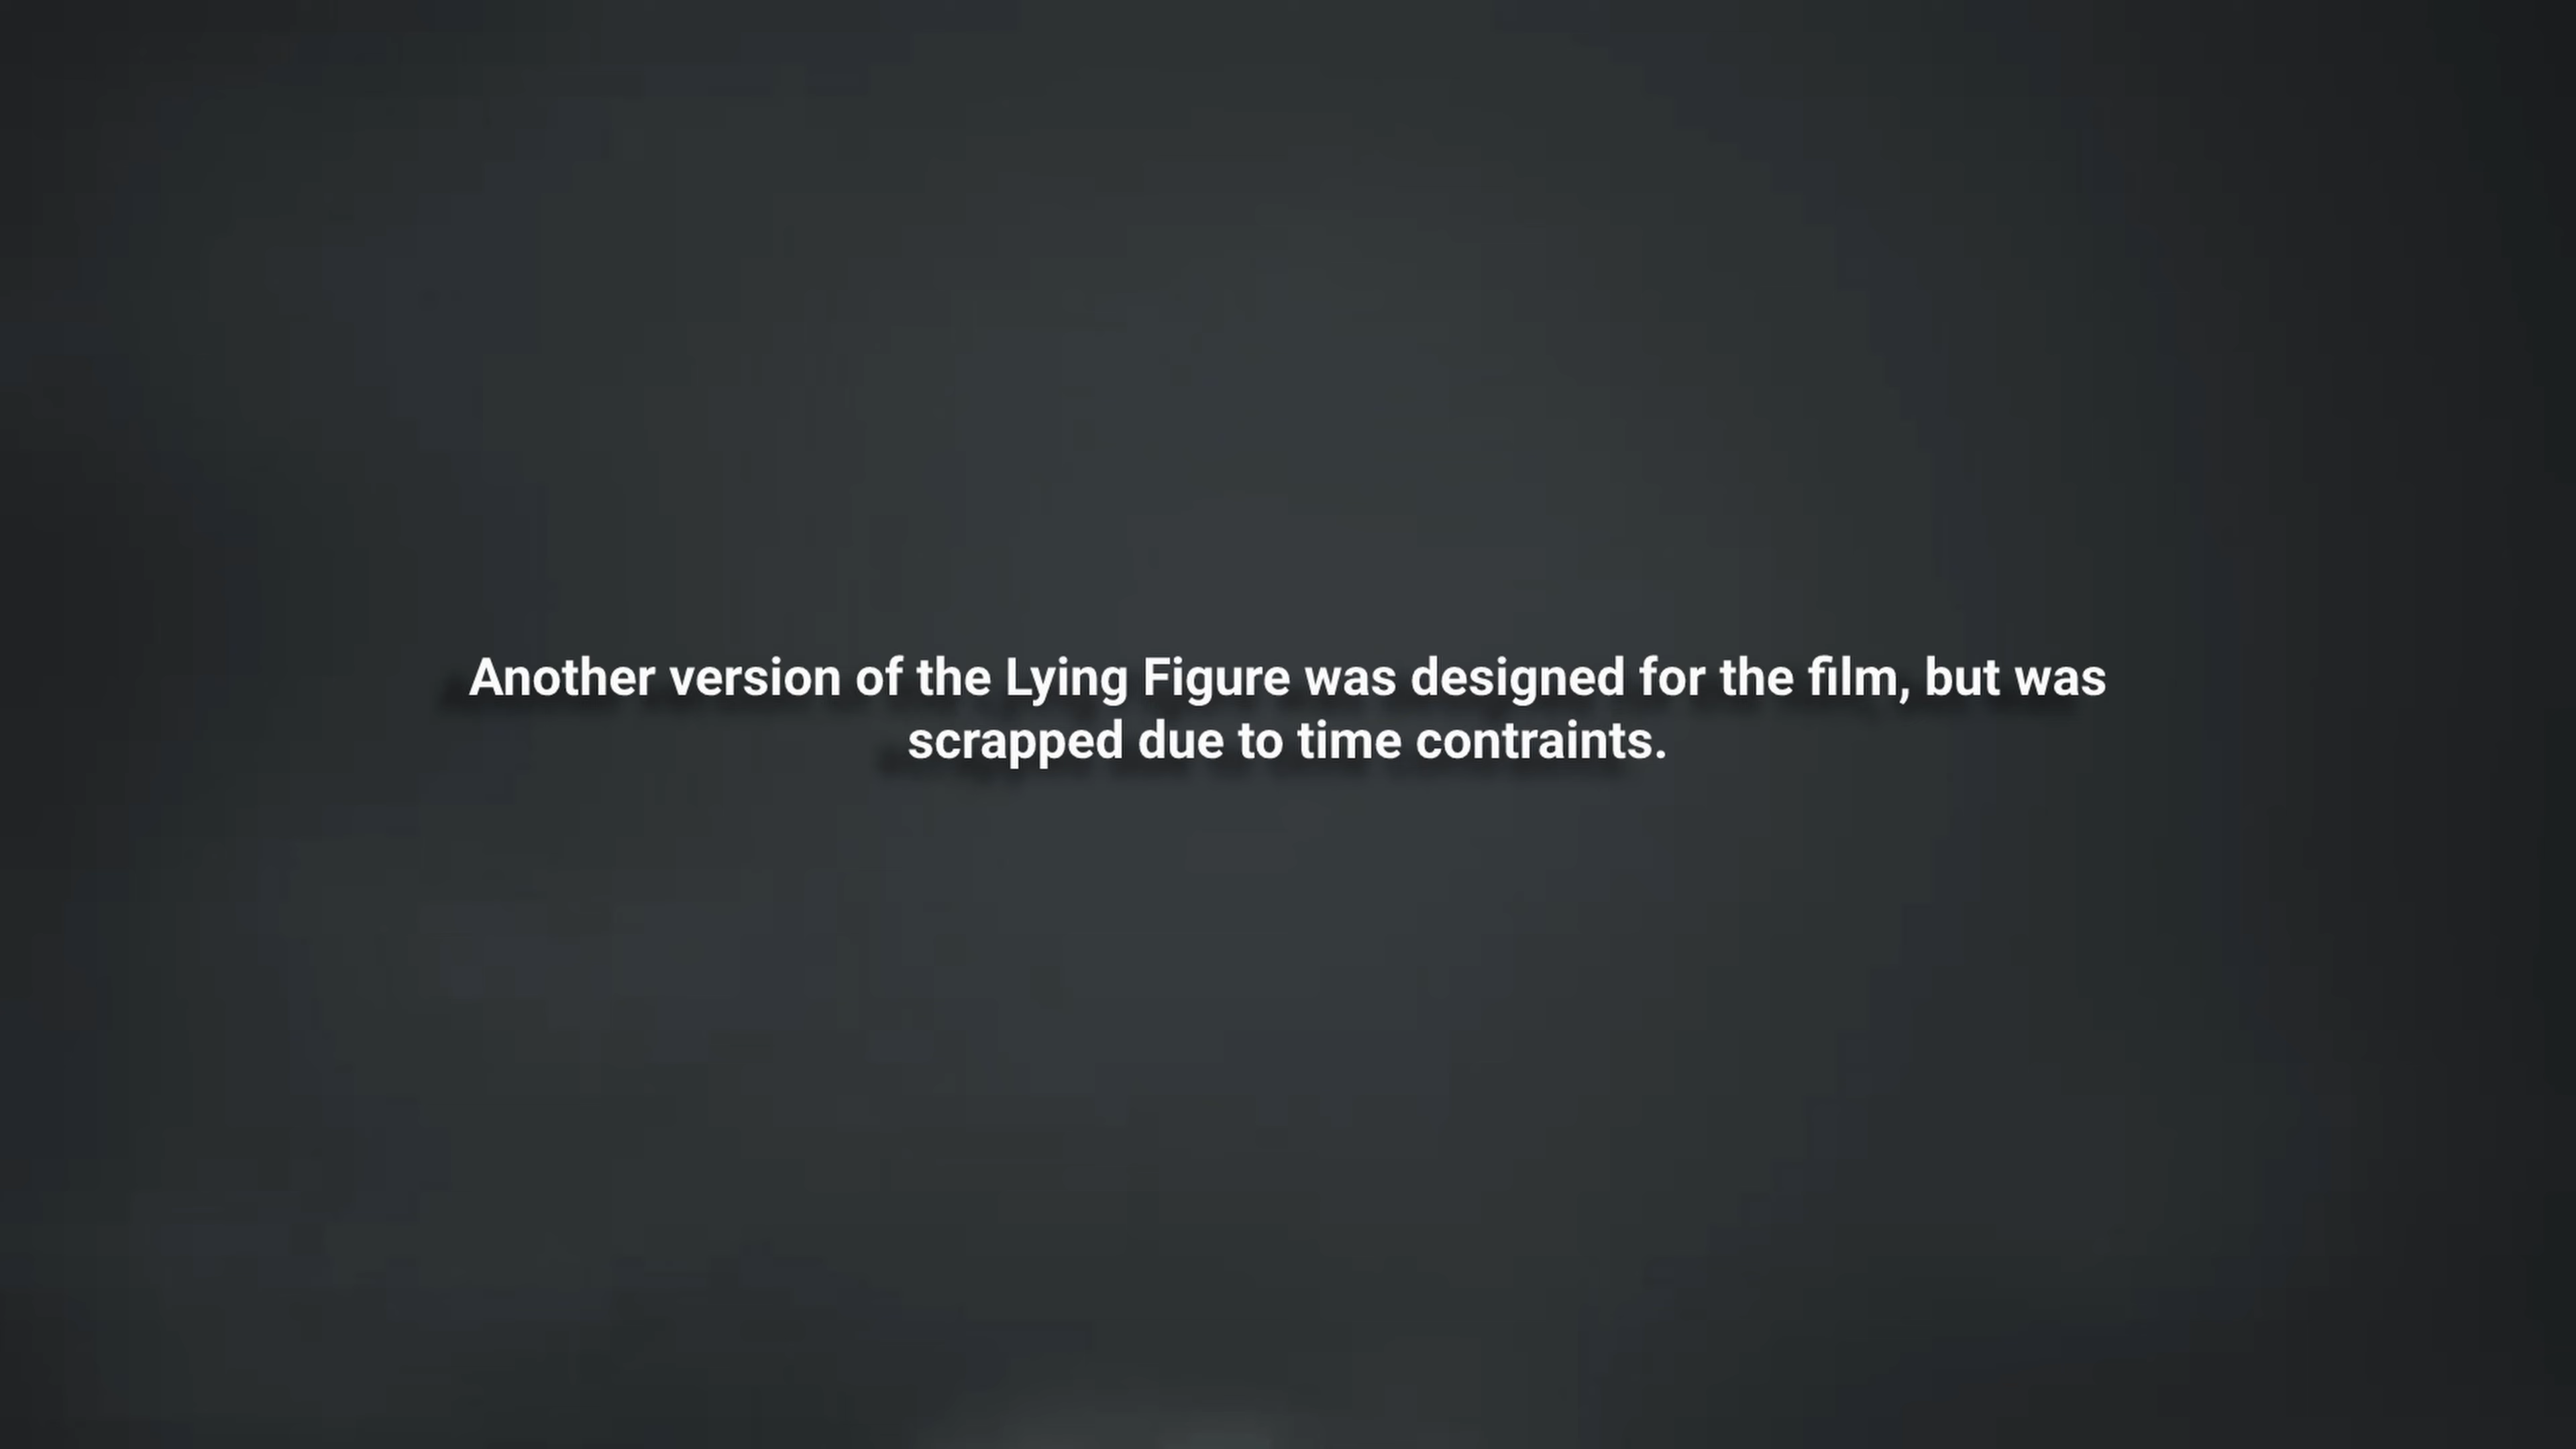 Another version of the Lying Figure was designed for the film, but was
scrapped due to time contraints.